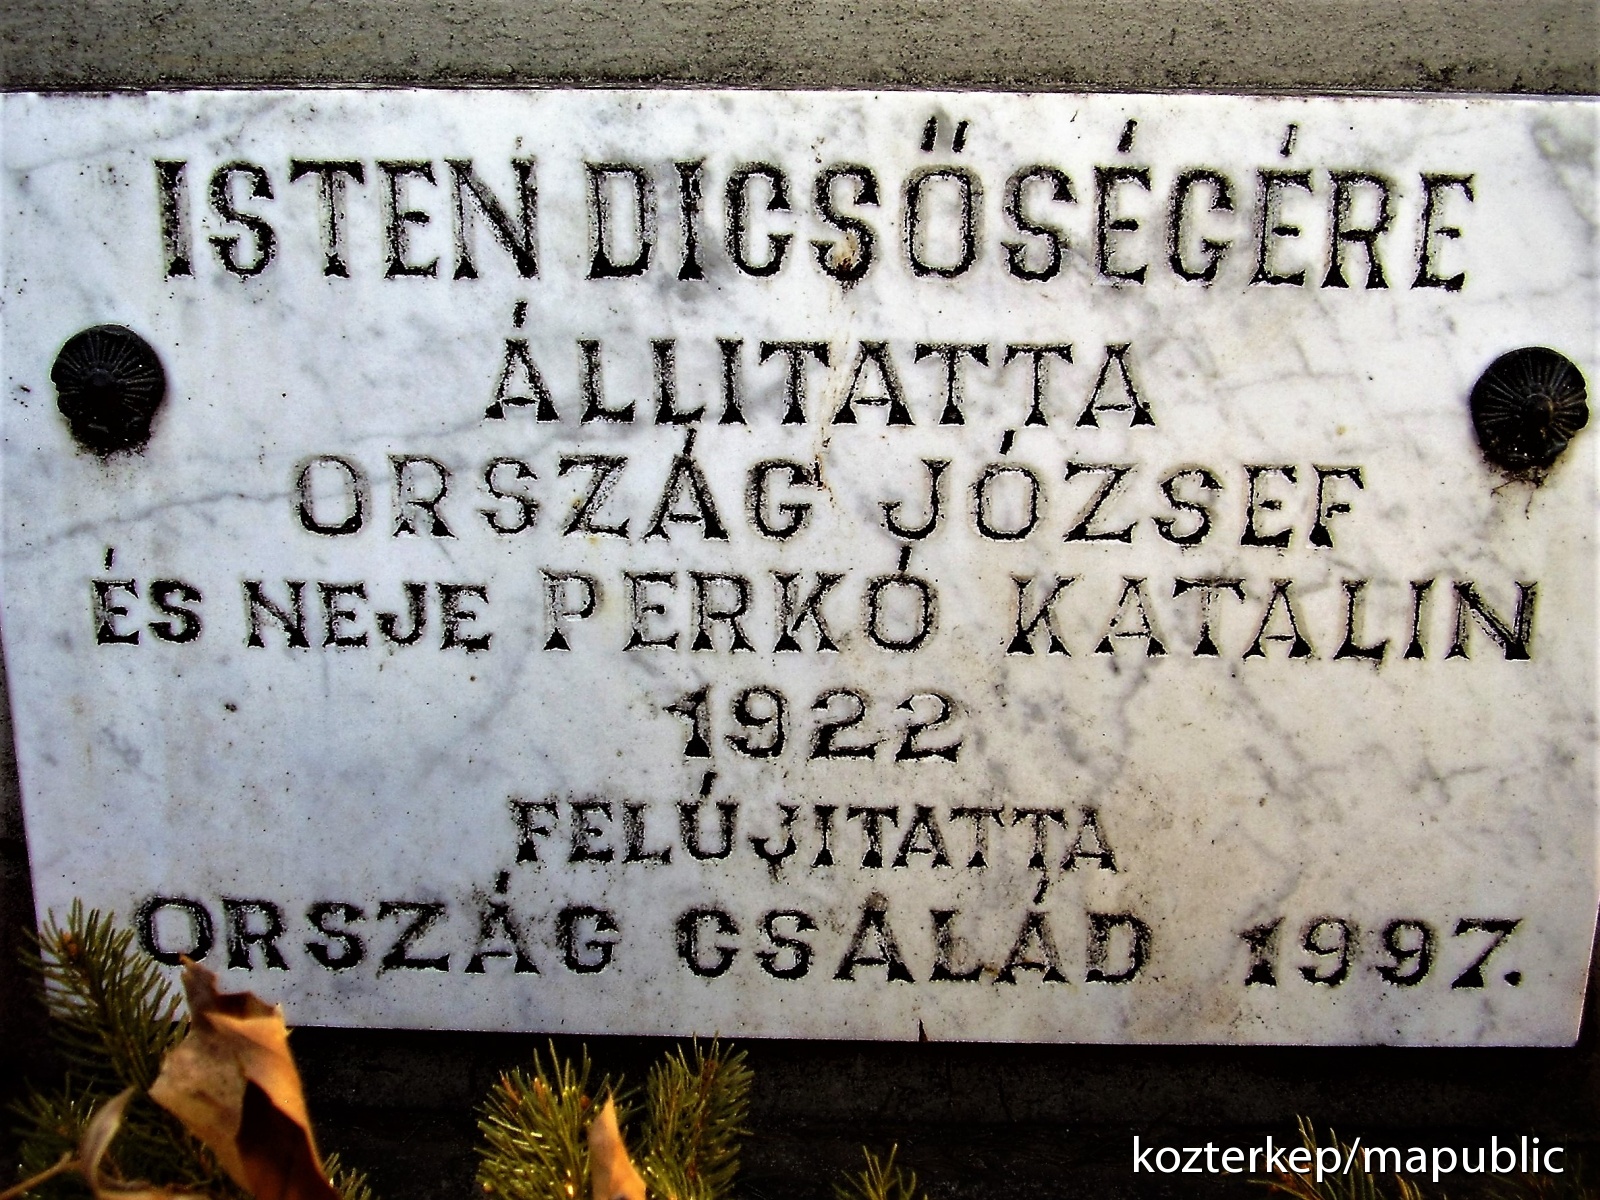 ISTEN DICSŐSÉGÉRE
ÁLLITATTA
ORSZÁG JÓZSEF
ÉS NEJE PERKÓ KATALIN
1922
FELÚJITATTA
ORSZÁG CSALÁD 1997.
kozterkep/mapublic